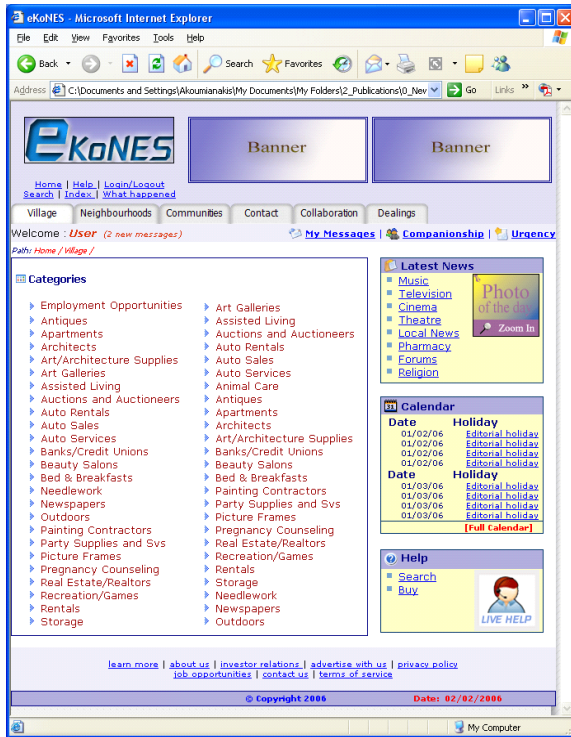 eKoNES - Microsoft Internet Explorer
File Edit View Favorites Tools Help
Back Search Favorites
Address C:\Documents and Settings\Akoumianakis\My Documents\My Folders\2_Publications\0_New Go Links »
eKoNES
Banner
Banner
Home | Help | Login/Logout
Search | Index | What happened
Village Neighbourhoods Communities Contact Collaboration Dealings
Welcome : User (2 new messages) My Messages | Companionship | Urgency
Path: Home / Village /
Categories
Employment Opportunities
Antiques
Apartments
Architects
Art/Architecture Supplies
Art Galleries
Assisted Living
Auctions and Auctioneers
Auto Rentals
Auto Sales
Auto Services
Banks/Credit Unions
Beauty Salons
Bed & Breakfasts
Needlework
Newspapers
Outdoors
Painting Contractors
Party Supplies and Svs
Picture Frames
Pregnancy Counseling
Real Estate/Realtors
Recreation/Games
Rentals
Storage
Art Galleries
Assisted Living
Auctions and Auctioneers
Auto Rentals
Auto Sales
Auto Services
Animal Care
Antiques
Apartments
Architects
Art/Architecture Supplies
Banks/Credit Unions
Beauty Salons
Bed & Breakfasts
Painting Contractors
Party Supplies and Svs
Picture Frames
Pregnancy Counseling
Real Estate/Realtors
Recreation/Games
Rentals
Storage
Needlework
Newspapers
Outdoors
Latest News
Music
Television
Cinema
Theatre
Local News
Pharmacy
Forums
Religion
Photo
of the day
Zoom In
31 Calendar
Date Holiday
01/02/06 Editorial holiday
01/02/06 Editorial holiday
01/02/06 Editorial holiday
01/02/06 Editorial holiday
Date Holiday
01/03/06 Editorial holiday
01/03/06 Editorial holiday
01/03/06 Editorial holiday
01/03/06 Editorial holiday
[Full Calendar]
Help
Search
Buy
LIVE HELP
learn more | about us | investor relations | advertise with us | privacy policy
job opportunities | contact us | terms of service
© Copyright 2006 Date: 02/02/2006
My Computer